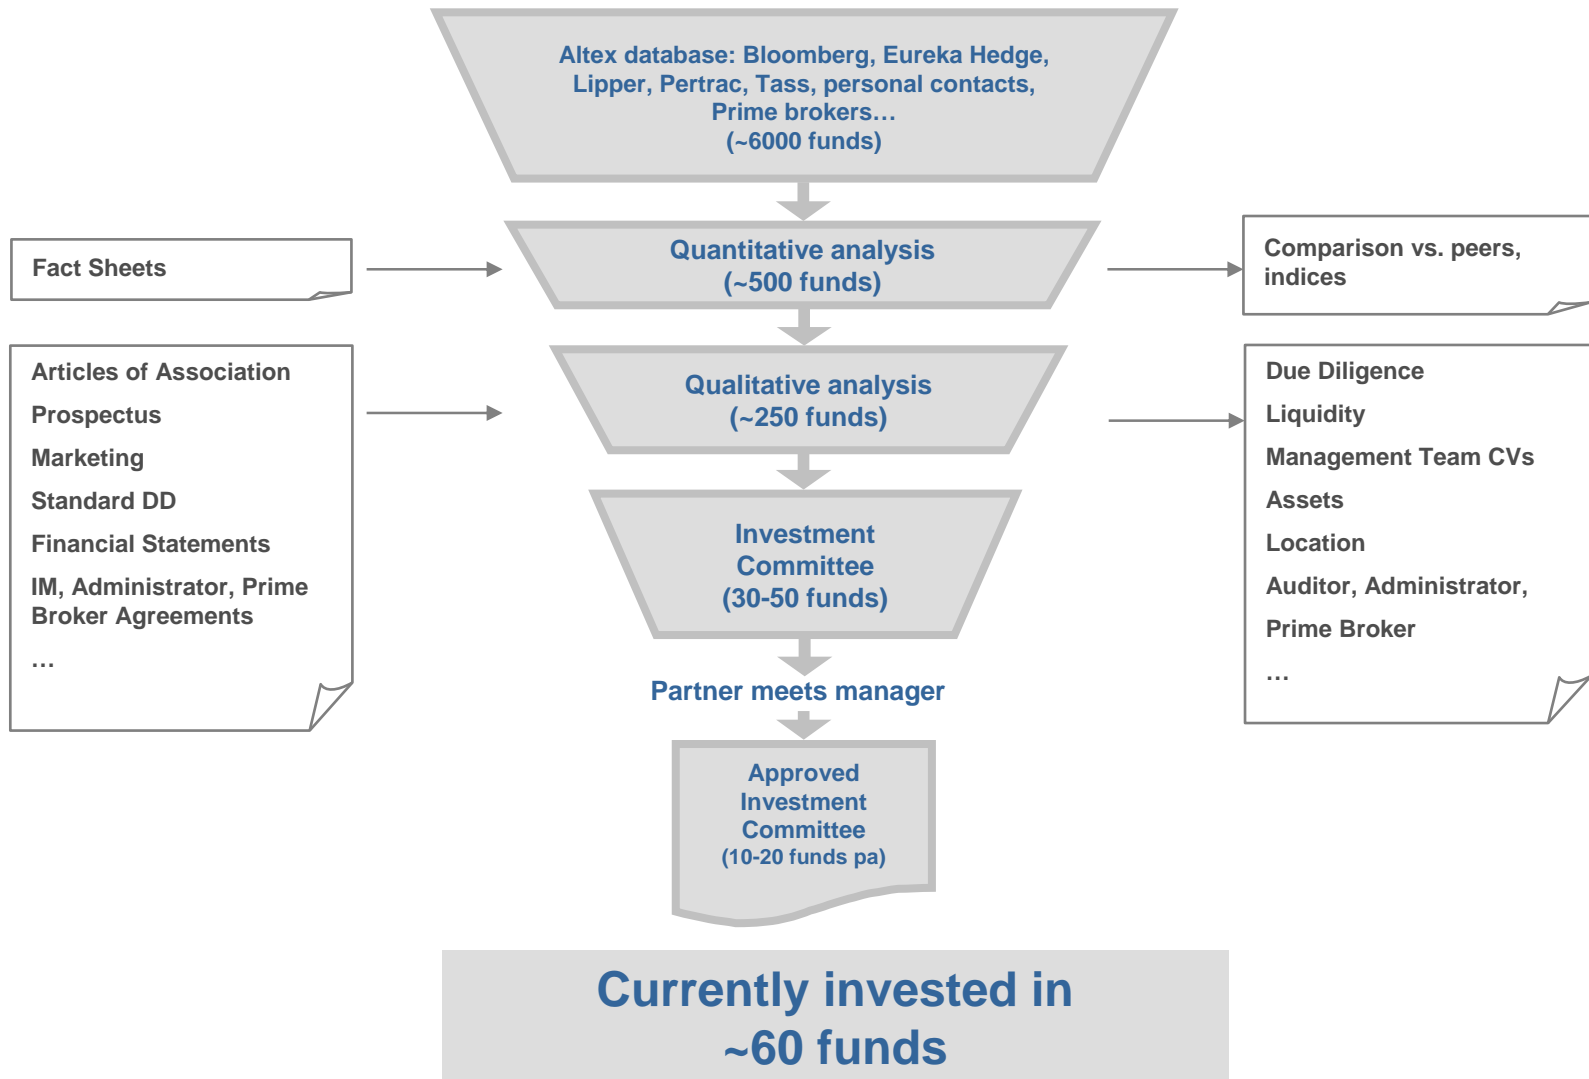 Altex database: Bloomberg, Eureka Hedge,
Lipper, Pertrac, Tass, personal contacts,
Prime brokers…
(~6000 funds)
Fact Sheets
Quantitative analysis
(~500 funds)
Comparison vs. peers,
indices
Articles of Association
Prospectus
Marketing
Standard DD
Financial Statements
IM, Administrator, Prime
Broker Agreements
…
Qualitative analysis
(~250 funds)
Due Diligence
Liquidity
Management Team CVs
Assets
Location
Auditor, Administrator,
Prime Broker
…
Investment
Committee
(30-50 funds)
Partner meets manager
Approved
Investment
Committee
(10-20 funds pa)
Currently invested in
~60 funds